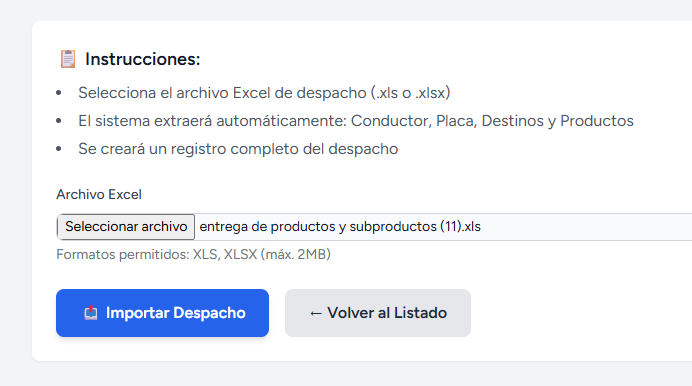 📋 Instrucciones:
• Selecciona el archivo Excel de despacho (.xls o .xlsx)
• El sistema extraerá automáticamente: Conductor, Placa, Destinos y Productos
• Se creará un registro completo del despacho
Archivo Excel
Seleccionar archivo entrega de productos y subproductos (11).xls
Formatos permitidos: XLS, XLSX (máx. 2MB)
📤 Importar Despacho ← Volver al Listado